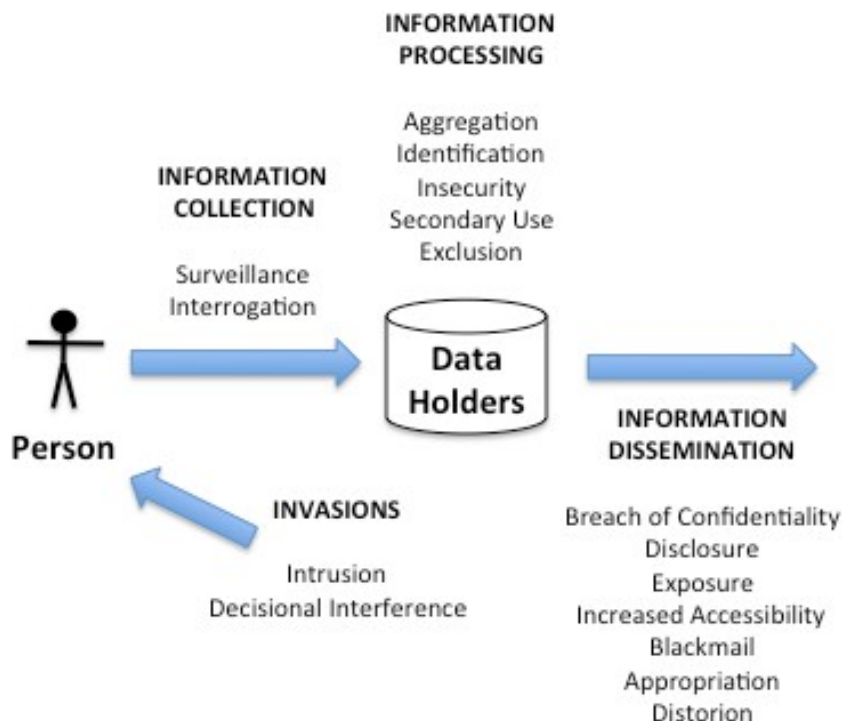 INFORMATION
PROCESSING
Aggregation
Identification
Insecurity
Secondary Use
Exclusion
INFORMATION
COLLECTION
Surveillance
Interrogation
Person
Data
Holders
INFORMATION
DISSEMINATION
Breach of Confidentiality
Disclosure
Exposure
Increased Accessibility
Blackmail
Appropriation
Distorion
INVASIONS
Intrusion
Decisional Interference